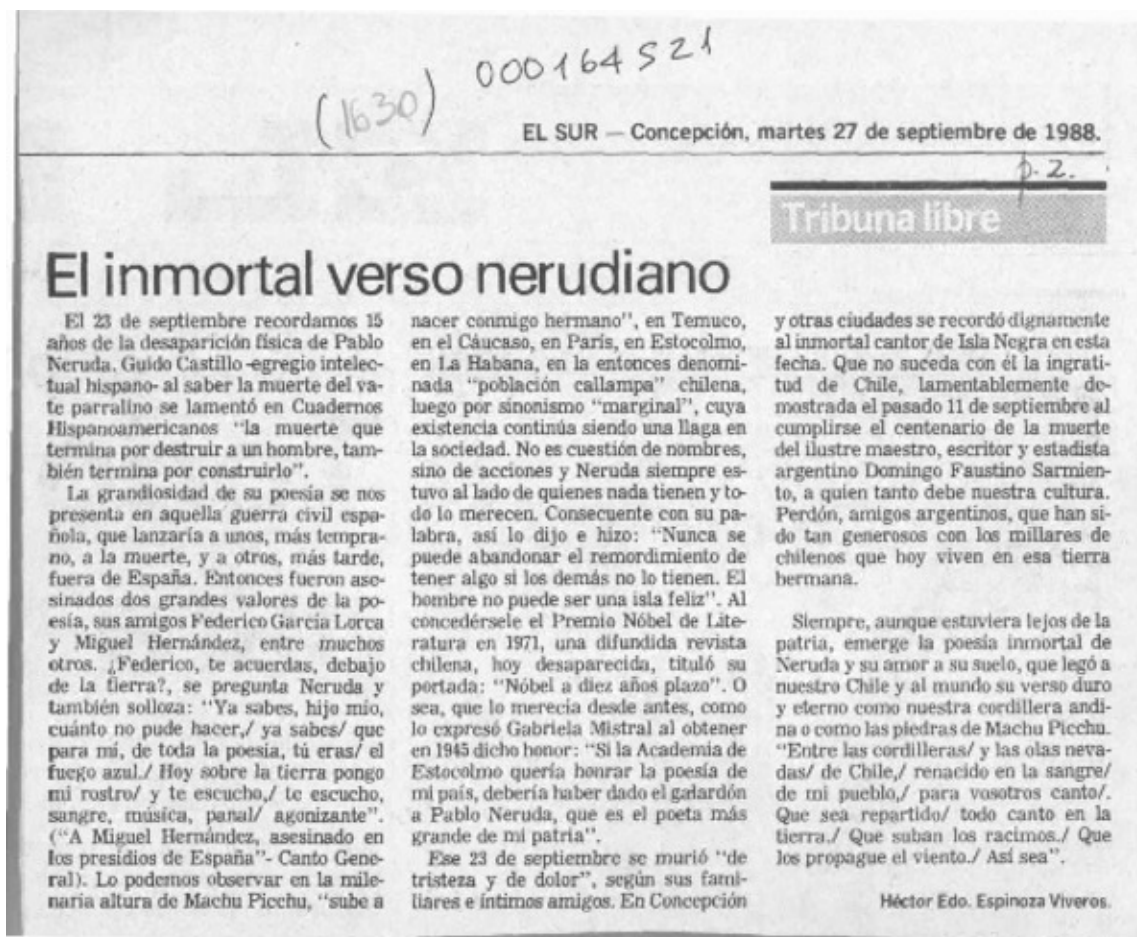 000164521
(1630)
EL SUR — Concepción, martes 27 de septiembre de 1988.
p. 2.
Tribuna libre
El inmortal verso nerudiano
El 23 de septiembre recordamos 15
años de la desaparición física de Pablo
Neruda. Guido Castillo -egregio intelec-
tual hispano- al saber la muerte del va-
te parralino se lamentó en Cuadernos
Hispanoamericanos "la muerte que
termina por destruir a un hombre, tam-
bién termina por construirlo".
La grandiosidad de su poesía se nos
presenta en aquella guerra civil espa-
ñola, que lanzaría a unos, más tempra-
no, a la muerte, y a otros, más tarde,
fuera de España. Entonces fueron ase-
sinados dos grandes valores de la po-
esía, sus amigos Federico García Lorca
y Miguel Hernández, entre muchos
otros. ¿Federico, te acuerdas, debajo
de la tierra?, se pregunta Neruda y
también solloza: "Ya sabes, hijo mío,
cuánto no pude hacer,/ ya sabes/ que
para mí, de toda la poesía, tú eras/ el
fuego azul./ Hoy sobre la tierra pongo
mi rostro/ y te escucho,/ te escucho,
sangre, música, panal/ agonizante".
("A Miguel Hernández, asesinado en
los presidios de España"- Canto Gene-
ral). Lo podemos observar en la mile-
naria altura de Machu Picchu, "sube a
nacer conmigo hermano", en Temuco,
en el Cáucaso, en París, en Estocolmo,
en La Habana, en la entonces denomi-
nada "población callampa" chilena,
luego por sinonismo "marginal", cuya
existencia continúa siendo una llaga en
la sociedad. No es cuestión de nombres,
sino de acciones y Neruda siempre es-
tuvo al lado de quienes nada tienen y to-
do lo merecen. Consecuente con su pa-
labra, así lo dijo e hizo: "Nunca se
puede abandonar el remordimiento de
tener algo si los demás no lo tienen. El
hombre no puede ser una isla feliz". Al
concedérsele el Premio Nóbel de Lite-
ratura en 1971, una difundida revista
chilena, hoy desaparecida, tituló su
portada: "Nóbel a diez años plazo". O
sea, que lo merecía desde antes, como
lo expresó Gabriela Mistral al obtener
en 1945 dicho honor: "Si la Academia de
Estocolmo quería honrar la poesía de
mi país, debería haber dado el galardón
a Pablo Neruda, que es el poeta más
grande de mi patria".
Ese 23 de septiembre se murió "de
tristeza y de dolor", según sus fami-
liares e íntimos amigos. En Concepción
y otras ciudades se recordó dignamente
al inmortal cantor de Isla Negra en esta
fecha. Que no suceda con él la ingrati-
tud de Chile, lamentablemente de-
mostrada el pasado 11 de septiembre al
cumplirse el centenario de la muerte
del ilustre maestro, escritor y estadista
argentino Domingo Faustino Sarmien-
to, a quien tanto debe nuestra cultura.
Perdón, amigos argentinos, que han si-
do tan generosos con los millares de
chilenos que hoy viven en esa tierra
hermana.
Siempre, aunque estuviera lejos de la
patria, emerge la poesía inmortal de
Neruda y su amor a su suelo, que legó a
nuestro Chile y al mundo su verso duro
y eterno como nuestra cordillera andi-
na o como las piedras de Machu Picchu.
"Entre las cordilleras/ y las olas neva-
das/ de Chile,/ renacido en la sangre/
de mi pueblo,/ para vosotros canto/.
Que sea repartido/ todo canto en la
tierra./ Que suban los racimos./ Que
los propague el viento./ Así sea".
Héctor Edo. Espinoza Viveros.